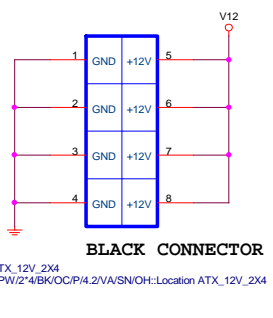 V12
1 GND +12V 5
2 GND +12V 6
3 GND +12V 7
4 GND +12V 8
BLACK CONNECTOR
TX_12V_2X4
PW/2*4/BK/OC/P/4.2/VA/SN/OH::Location ATX_12V_2X4